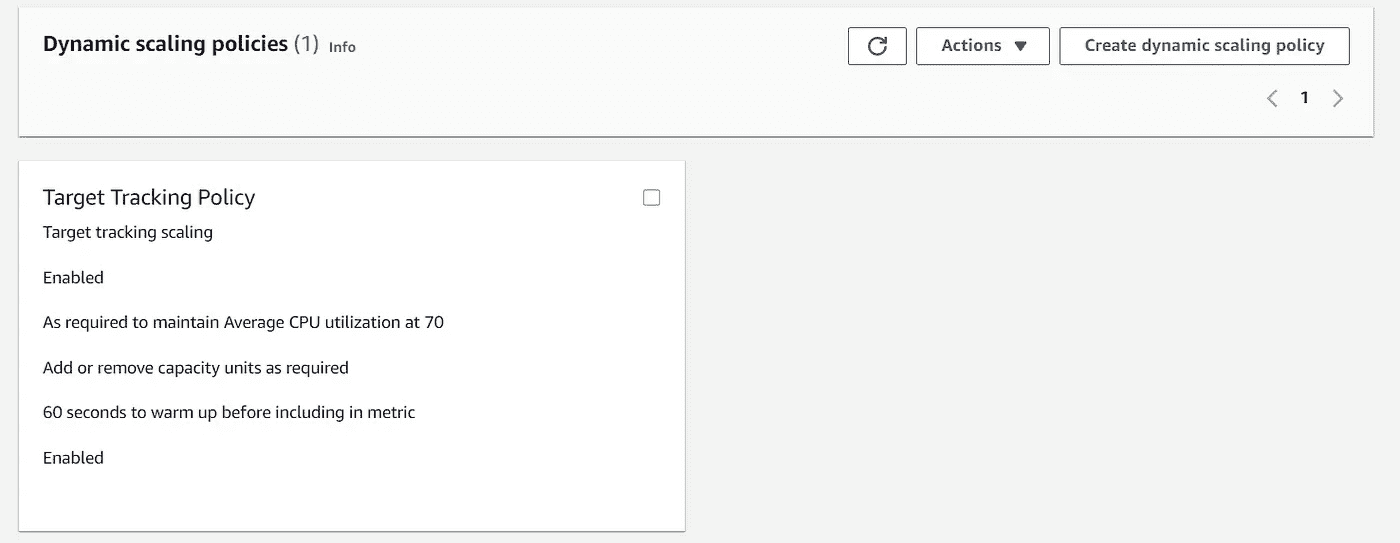 Dynamic scaling policies (1) Info
Actions
Create dynamic scaling policy
1
Target Tracking Policy
Target tracking scaling
Enabled
As required to maintain Average CPU utilization at 70
Add or remove capacity units as required
60 seconds to warm up before including in metric
Enabled